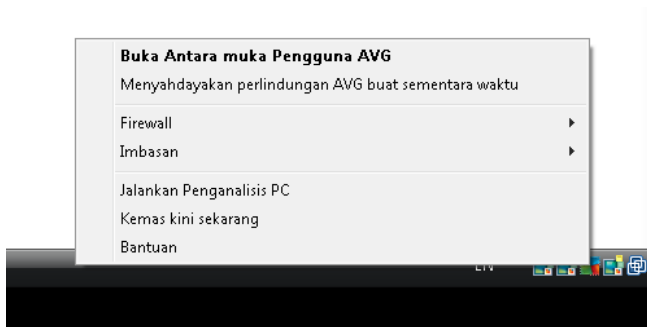 Buka Antara muka Pengguna AVG
Menyahdayakan perlindungan AVG buat sementara waktu
Firewall
Imbasan
Jalankan Penganalisis PC
Kemas kini sekarang
Bantuan
EN